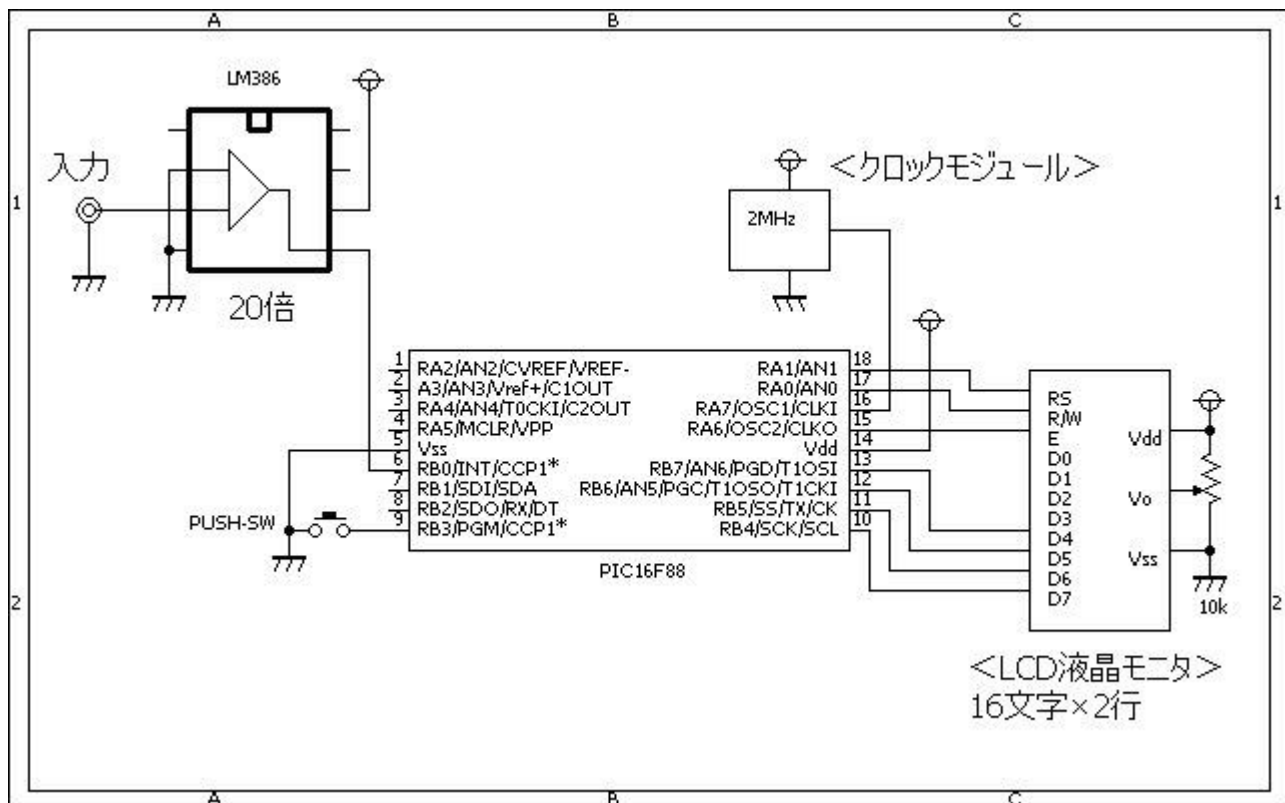 A B C
LM386
入力
1
20倍
<クロックモジュール>
2MHz
1
1 RA2/AN2/CVREF/VREF-
2 A3/AN3/Vref+/C1OUT
3 RA4/AN4/T0CKI/C2OUT
4 RA5/MCLR/VPP
5 Vss
6 RB0/INT/CCP1*
7 RB1/SDI/SDA
8 RB2/SDO/RX/DT
9 RB3/PGM/CCP1*
RA1/AN1 18
RA0/AN0 17
RA7/OSC1/CLKI 16
RA6/OSC2/CLKO 15
Vdd 14
RB7/AN6/PGD/T1OSI 13
RB6/AN5/PGC/T1OSO/T1CKI 12
RB5/SS/TX/CK 11
RB4/SCK/SCL 10
PIC16F88
PUSH-SW
RS
R/W
E
D0
D1
D2
D3
D4
D5
D6
D7
Vdd
Vo
Vss
10k
2
2
<LCD液晶モニタ>
16文字×2行
A B C